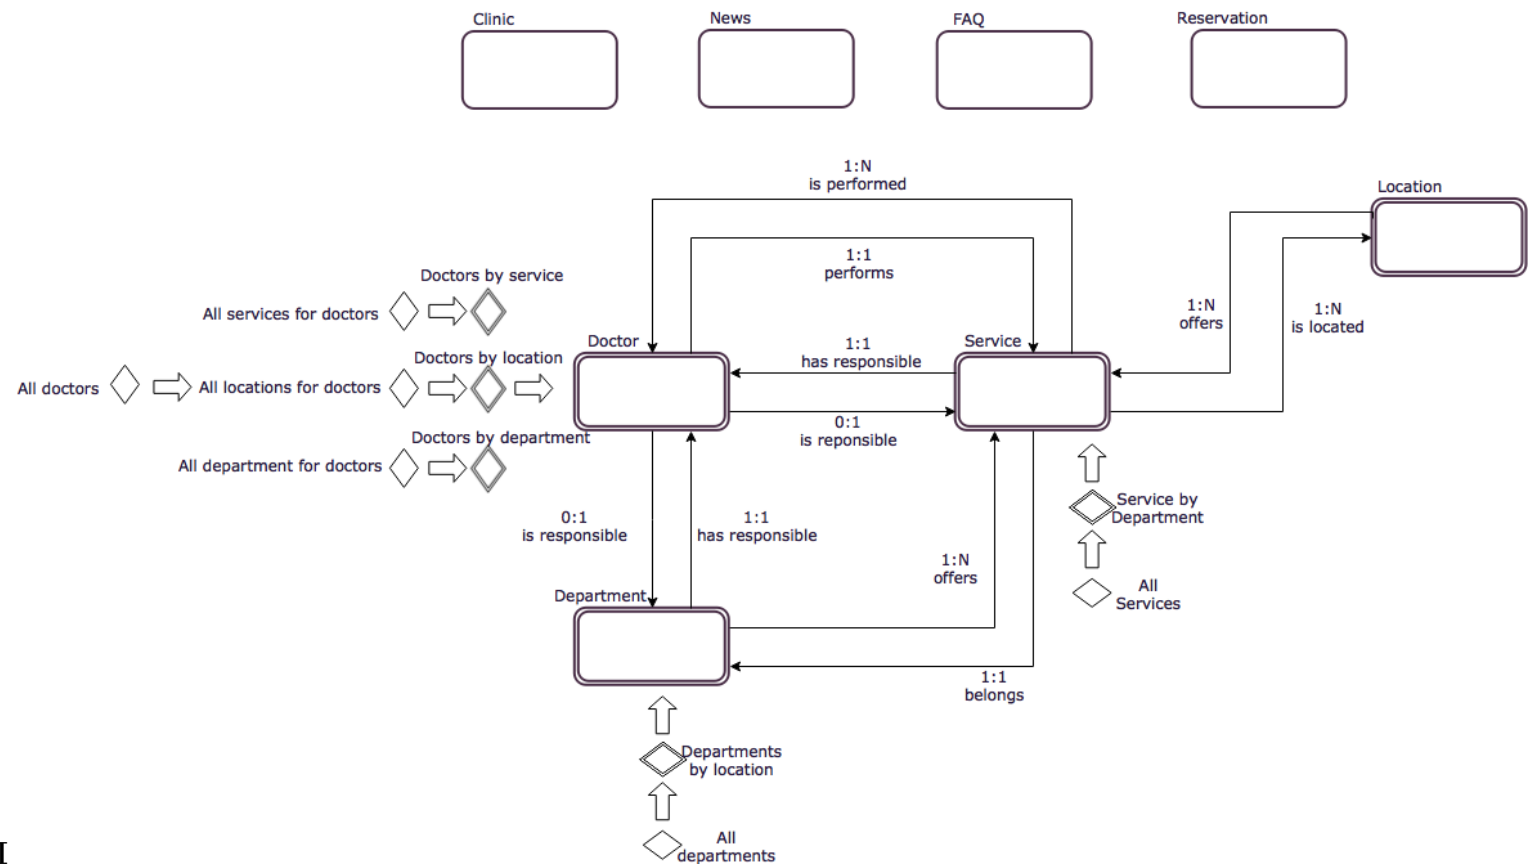 Clinic
News
FAQ
Reservation
1:N
is performed
Location
1:1
performs
Doctors by service
All services for doctors
1:N
offers
1:N
is located
Doctor
1:1
has responsible
Service
Doctors by location
All doctors
All locations for doctors
0:1
is reponsible
Doctors by department
All department for doctors
Service by
Department
0:1
is responsible
1:1
has responsible
1:N
offers
All
Services
Department
1:1
belongs
Departments
by location
All
departments